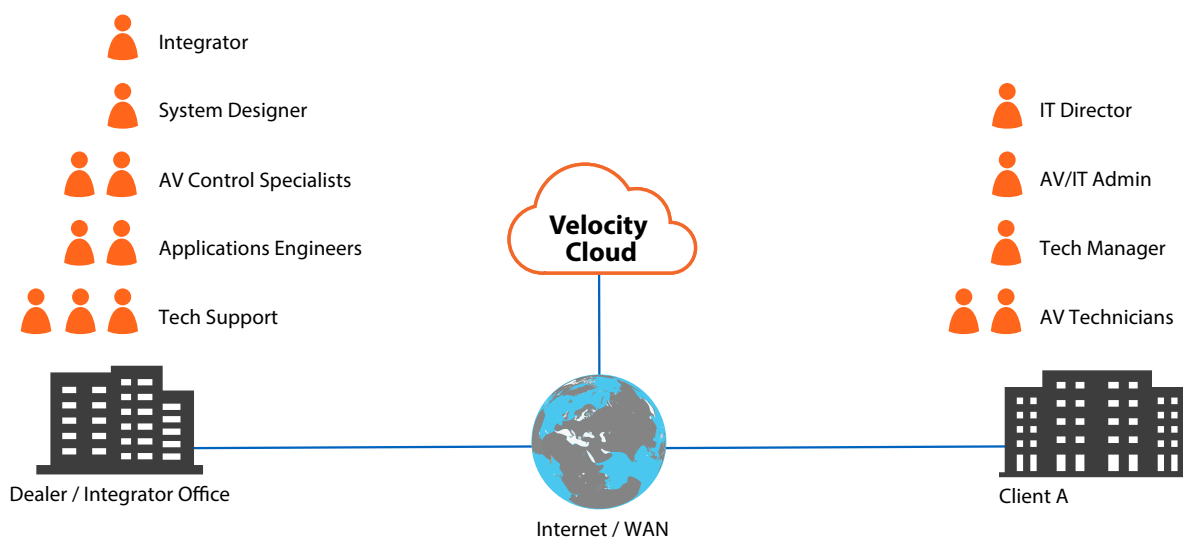 Integrator
System Designer
AV Control Specialists
Applications Engineers
Tech Support
Dealer / Integrator Office
Velocity
Cloud
Internet / WAN
IT Director
AV/IT Admin
Tech Manager
AV Technicians
Client A